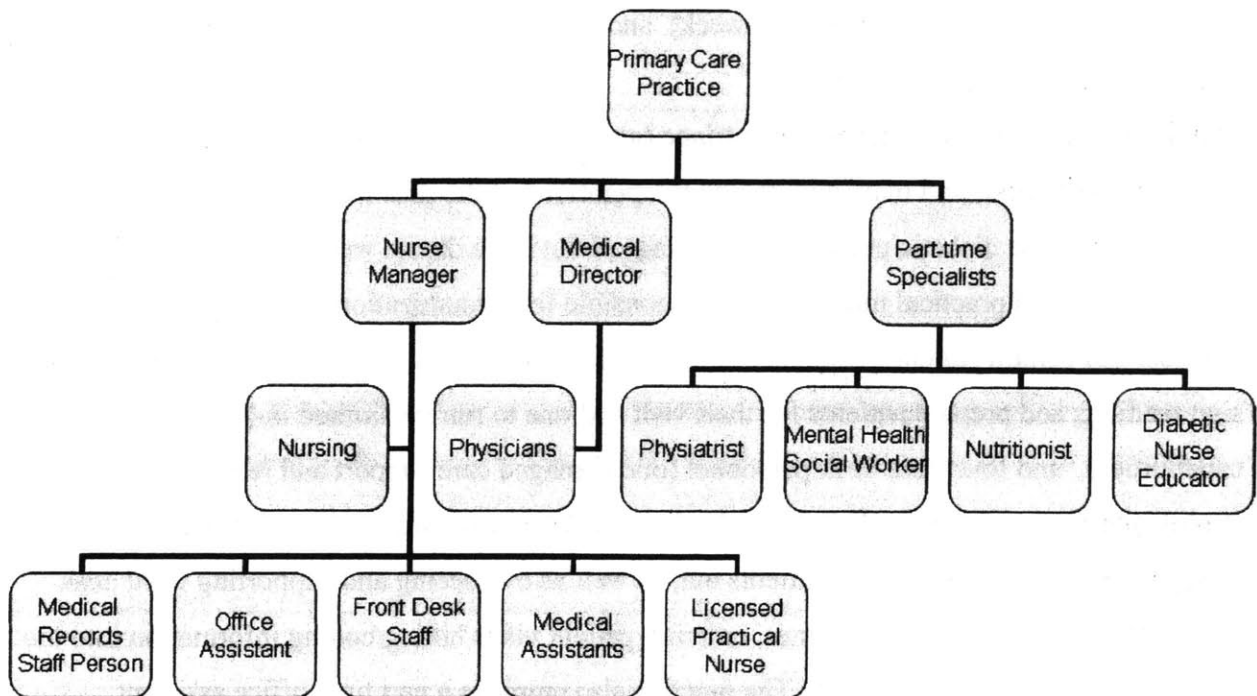 Primary Care
Practice
Nurse
Manager
Medical
Director
Part-time
Specialists
Nursing
Physicians
Physiatrist
Mental Health
Social Worker
Nutritionist
Diabetic
Nurse
Educator
Medical
Records
Staff Person
Office
Assistant
Front Desk
Staff
Medical
Assistants
Licensed
Practical
Nurse